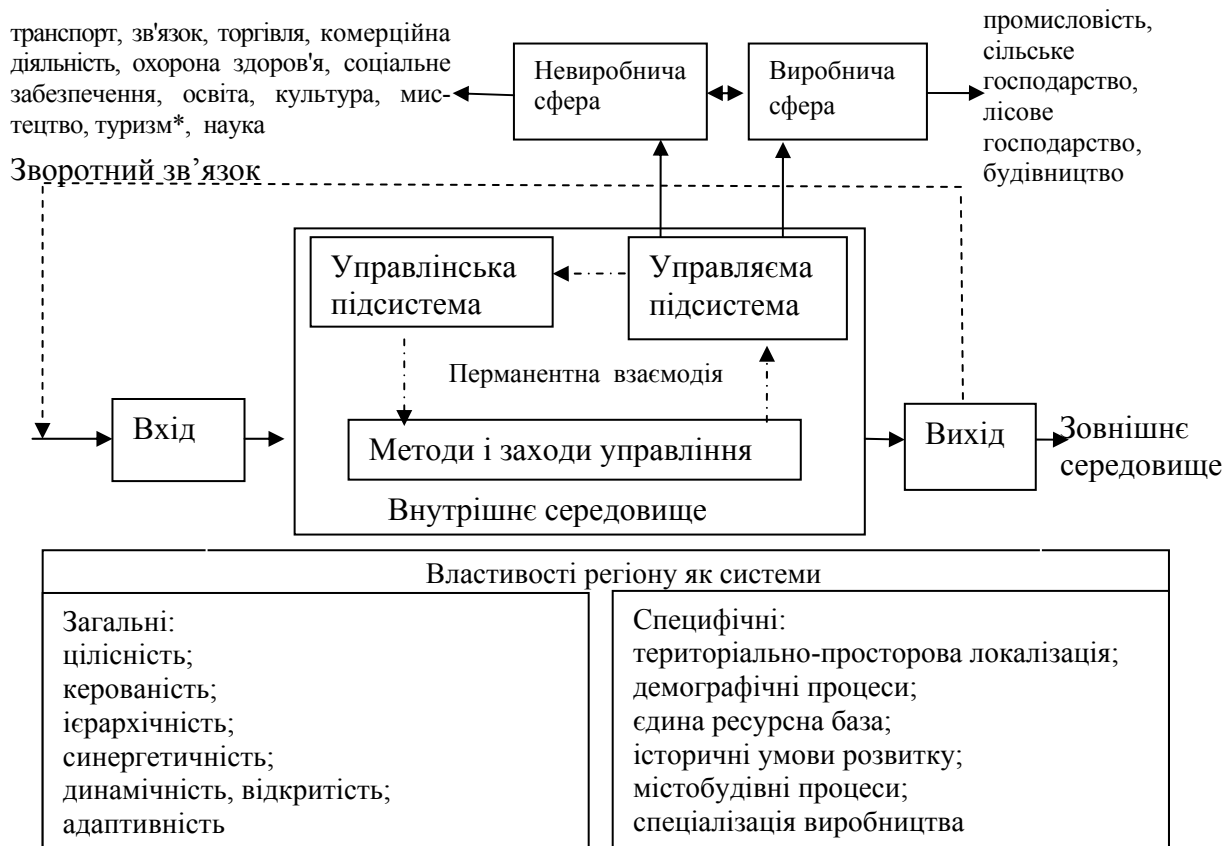 транспорт, зв'язок, торгівля, комерційна
діяльність, охорона здоров'я, соціальне
забезпечення, освіта, культура, мис-
тецтво, туризм*, наука
Невиробнича
сфера
Виробнича
сфера
промисловість,
сільське
господарство,
лісове
господарство,
будівництво
Зворотний зв’язок
Управлінська
підсистема
Управляєма
підсистема
Перманентна взаємодія
Вхід
Методи і заходи управління
Вихід
Зовнішнє
середовище
Внутрішнє середовище
Властивості регіону як системи
Загальні:
цілісність;
керованість;
ієрархічність;
синергетичність;
динамічність, відкритість;
адаптивність
Специфічні:
територіально-просторова локалізація;
демографічні процеси;
єдина ресурсна база;
історичні умови розвитку;
містобудівні процеси;
спеціалізація виробництва